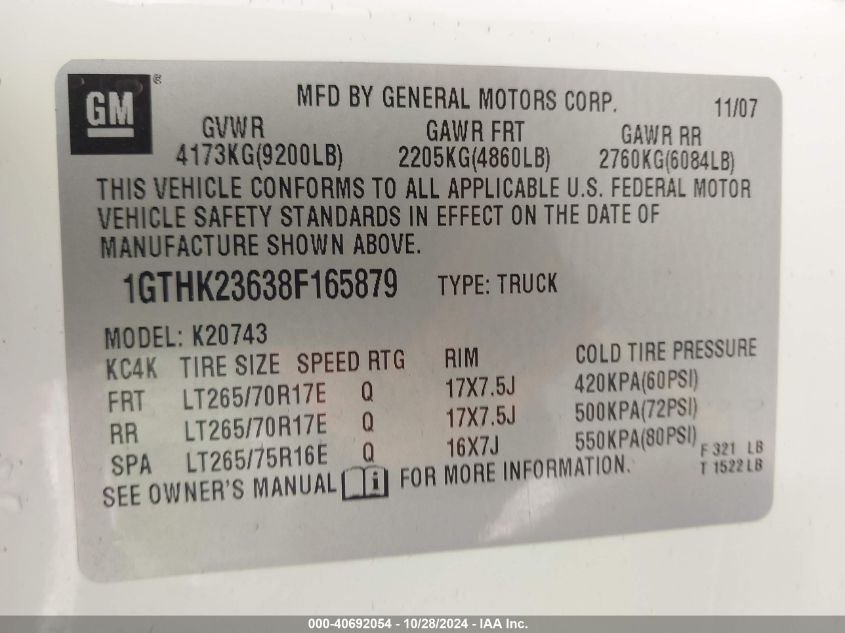 GM ®
MFD BY GENERAL MOTORS CORP. 11/07
GVWR GAWR FRT GAWR RR
4173KG(9200LB) 2205KG(4860LB) 2760KG(6084LB)
THIS VEHICLE CONFORMS TO ALL APPLICABLE U.S. FEDERAL MOTOR
VEHICLE SAFETY STANDARDS IN EFFECT ON THE DATE OF
MANUFACTURE SHOWN ABOVE.
1GTHK23638F165879 TYPE: TRUCK
MODEL: K20743
KC4K TIRE SIZE SPEED RTG RIM COLD TIRE PRESSURE
FRT LT265/70R17E Q 17X7.5J 420KPA(60PSI)
RR LT265/70R17E Q 17X7.5J 500KPA(72PSI)
SPA LT265/75R16E Q 16X7J 550KPA(80PSI) F 321 LB
SEE OWNER'S MANUAL i FOR MORE INFORMATION. T 1522 LB
000-40692054 - 10/28/2024 - IAA Inc.